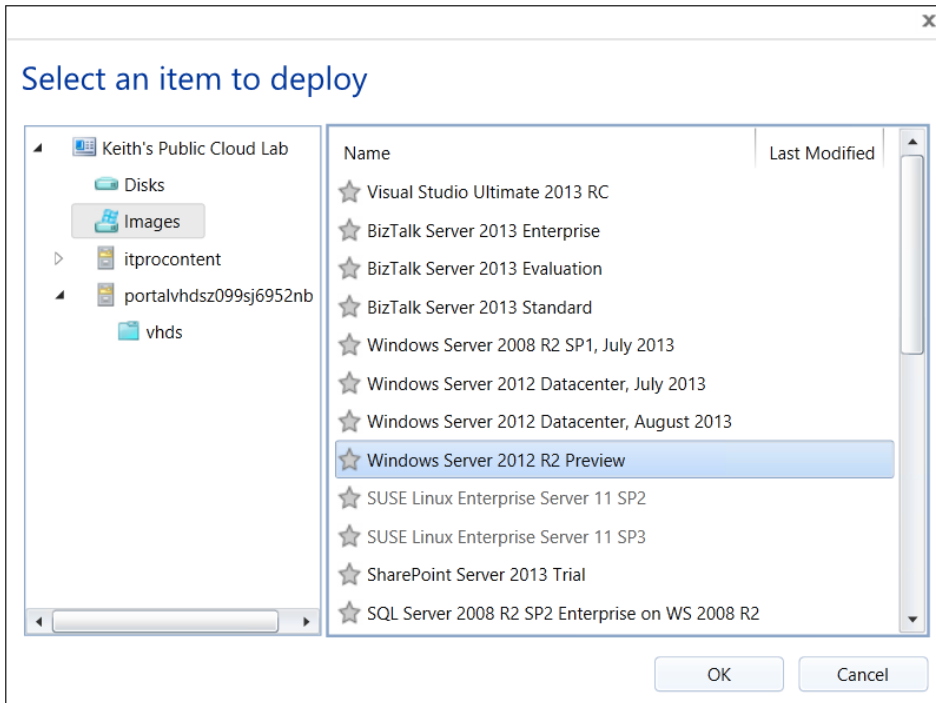 x
Select an item to deploy
Keith's Public Cloud Lab
Disks
Images
itprocontent
portalvhdsz099sj6952nb
vhds
Name Last Modified
Visual Studio Ultimate 2013 RC
BizTalk Server 2013 Enterprise
BizTalk Server 2013 Evaluation
BizTalk Server 2013 Standard
Windows Server 2008 R2 SP1, July 2013
Windows Server 2012 Datacenter, July 2013
Windows Server 2012 Datacenter, August 2013
Windows Server 2012 R2 Preview
SUSE Linux Enterprise Server 11 SP2
SUSE Linux Enterprise Server 11 SP3
SharePoint Server 2013 Trial
SQL Server 2008 R2 SP2 Enterprise on WS 2008 R2
OK Cancel